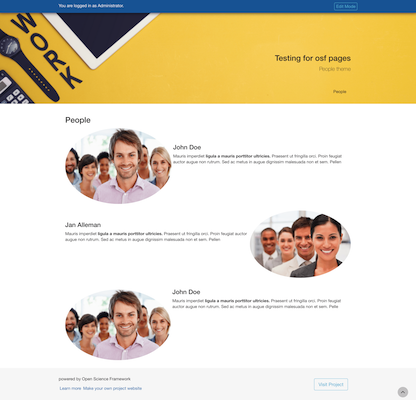 You are logged in as Administrator.
Edit Mode
WORK
Testing for osf pages
People theme
People
People
John Doe
Mauris imperdiet ligula a mauris porttitor ultricies. Praesent ut fringilla orci. Proin feugiat
auctor non rutrum. Sed ac metus in augue dignissim malesuada non et sem. Pellen
Jan Alleman
Mauris imperdiet ligula a mauris porttitor ultricies. Praesent ut fringilla orci. Proin feugiat auctor
non rutrum. Sed ac metus in augue dignissim malesuada non et sem. Pellen
John Doe
Mauris imperdiet ligula a mauris porttitor ultricies. Praesent ut fringilla orci. Proin feugiat
auctor non rutrum. Sed ac metus in augue dignissim malesuada non et sem. Pelle
powered by Open Science Framework
Learn more Make your own project website
Visit Project